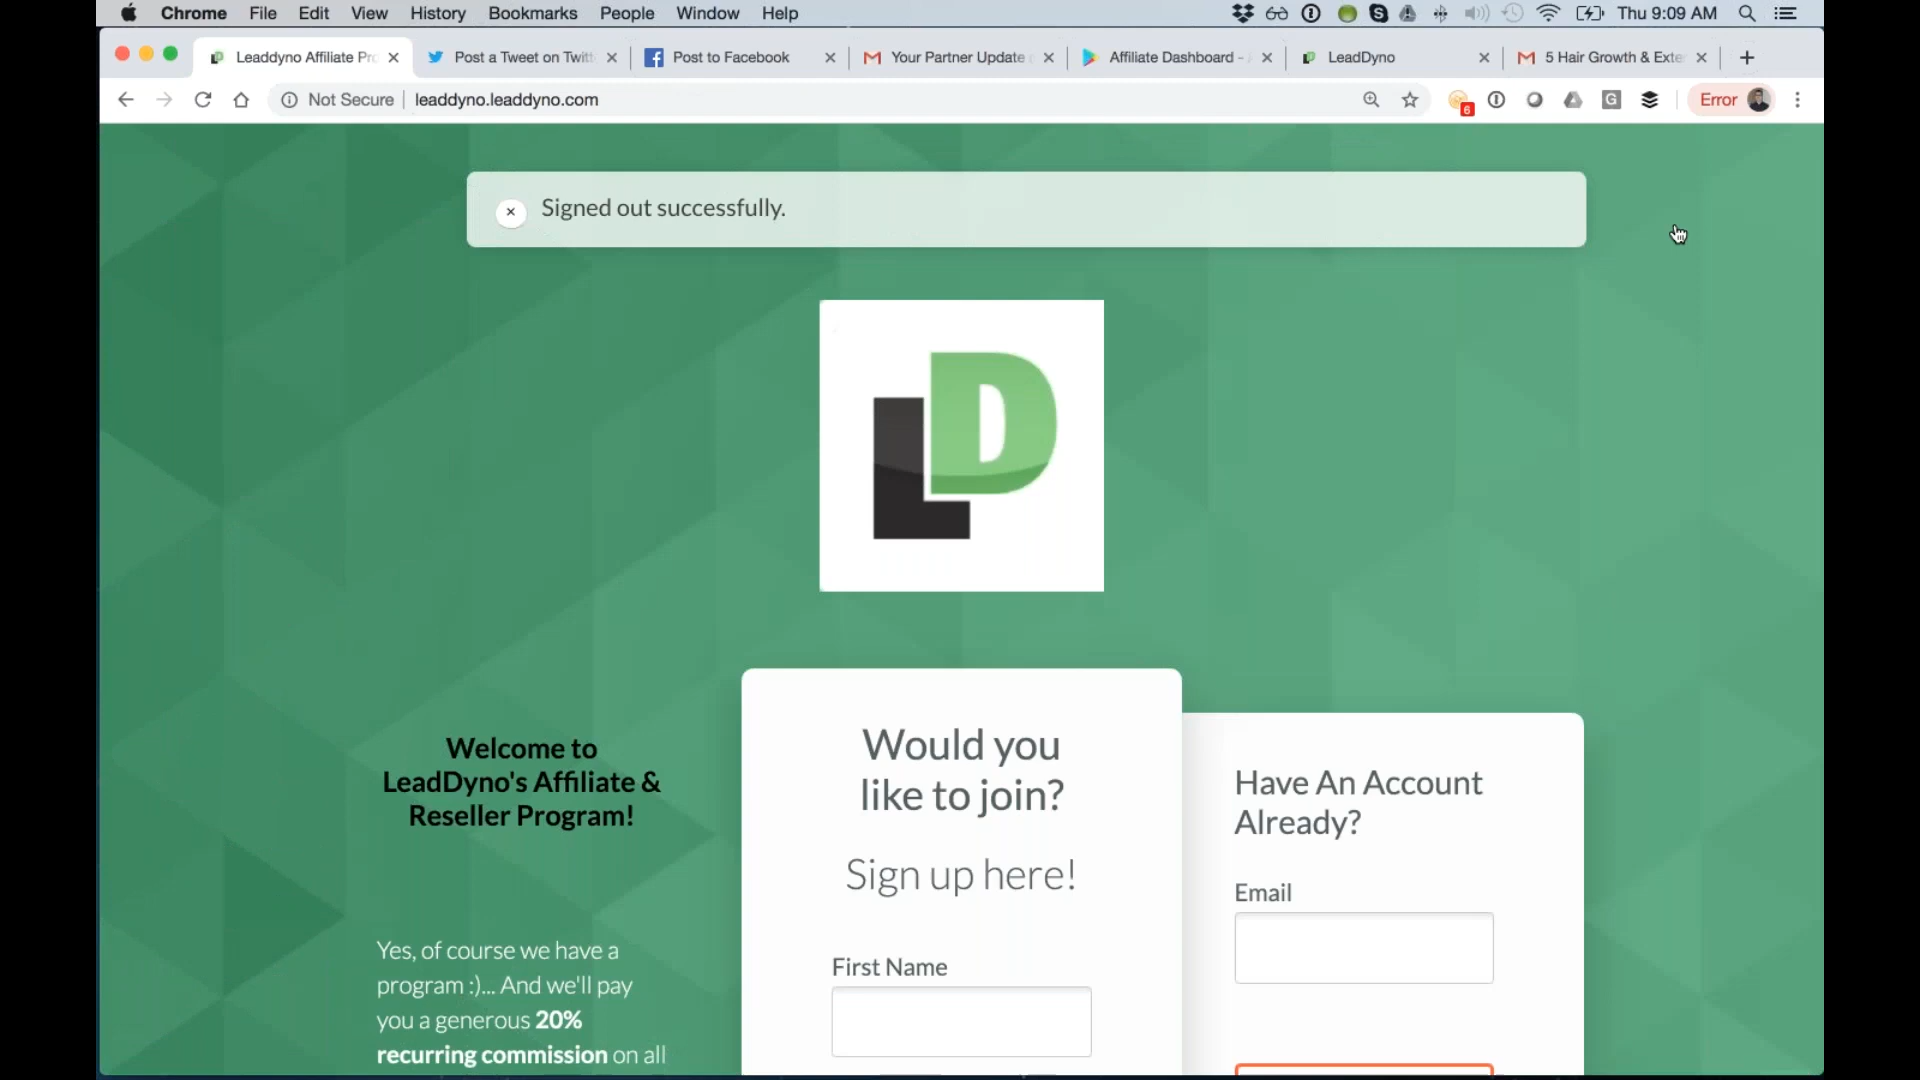 Chrome File Edit View History Bookmarks People Window Help Thu 9:09 AM
Leaddyno Affiliate Pro Post a Tweet on Twitt Post to Facebook Your Partner Update Affiliate Dashboard - LeadDyno 5 Hair Growth & Exte
Not Secure leaddyno.leaddyno.com 6 G Error
Signed out successfully.
LD
Welcome to
LeadDyno's Affiliate &
Reseller Program!
Yes, of course we have a
program :)... And we'll pay
you a generous 20%
recurring commission on all
Would you
like to join?
Sign up here!
First Name
Have An Account
Already?
Email